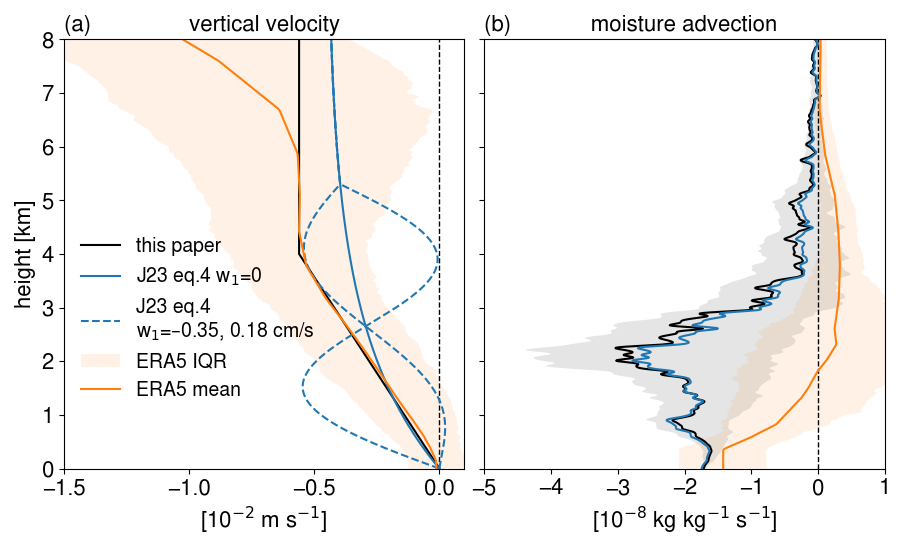 (a) vertical velocity
(b) moisture advection
height [km]
8
7
6
5
4
3
2
1
0
this paper
J23 eq.4 w₁=0
J23 eq.4
w₁=−0.35, 0.18 cm/s
ERA5 IQR
ERA5 mean
−1.5 −1.0 −0.5 0.0
[10⁻² m s⁻¹]
−5 −4 −3 −2 −1 0 1
[10⁻⁸ kg kg⁻¹ s⁻¹]